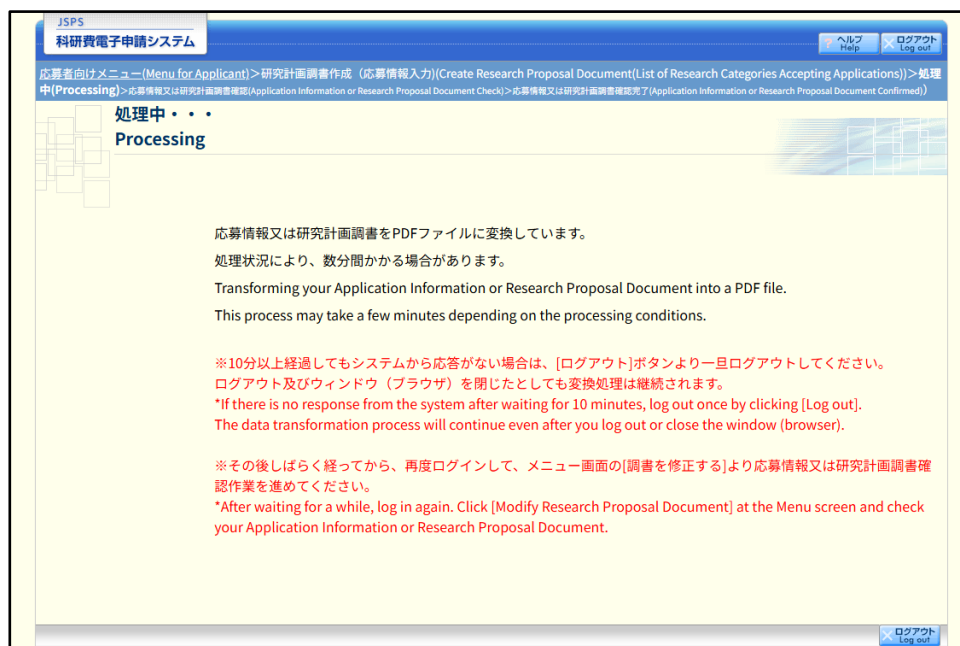 JSPS
科研費電子申請システム
? ヘルプ
Help
ログアウト
Log out
応募者向けメニュー(Menu for Applicant)>研究計画調書作成（応募情報入力)(Create Research Proposal Document(List of Research Categories Accepting Applications))>処理
中(Processing)>応募情報又は研究計画調書確認(Application Information or Research Proposal Document Check)>応募情報又は研究計画調書確認完了(Application Information or Research Proposal Document Confirmed))
処理中・・・
Processing
応募情報又は研究計画調書をPDFファイルに変換しています。
処理状況により、数分間かかる場合があります。
Transforming your Application Information or Research Proposal Document into a PDF file.
This process may take a few minutes depending on the processing conditions.
※10分以上経過してもシステムから応答がない場合は、[ログアウト]ボタンより一旦ログアウトしてください。
ログアウト及びウィンドウ（ブラウザ）を閉じたとしても変換処理は継続されます。
*If there is no response from the system after waiting for 10 minutes, log out once by clicking [Log out].
The data transformation process will continue even after you log out or close the window (browser).
※その後しばらく経ってから、再度ログインして、メニュー画面の[調書を修正する]より応募情報又は研究計画調書確
認作業を進めてください。
*After waiting for a while, log in again. Click [Modify Research Proposal Document] at the Menu screen and check
your Application Information or Research Proposal Document.
ログアウト
Log out